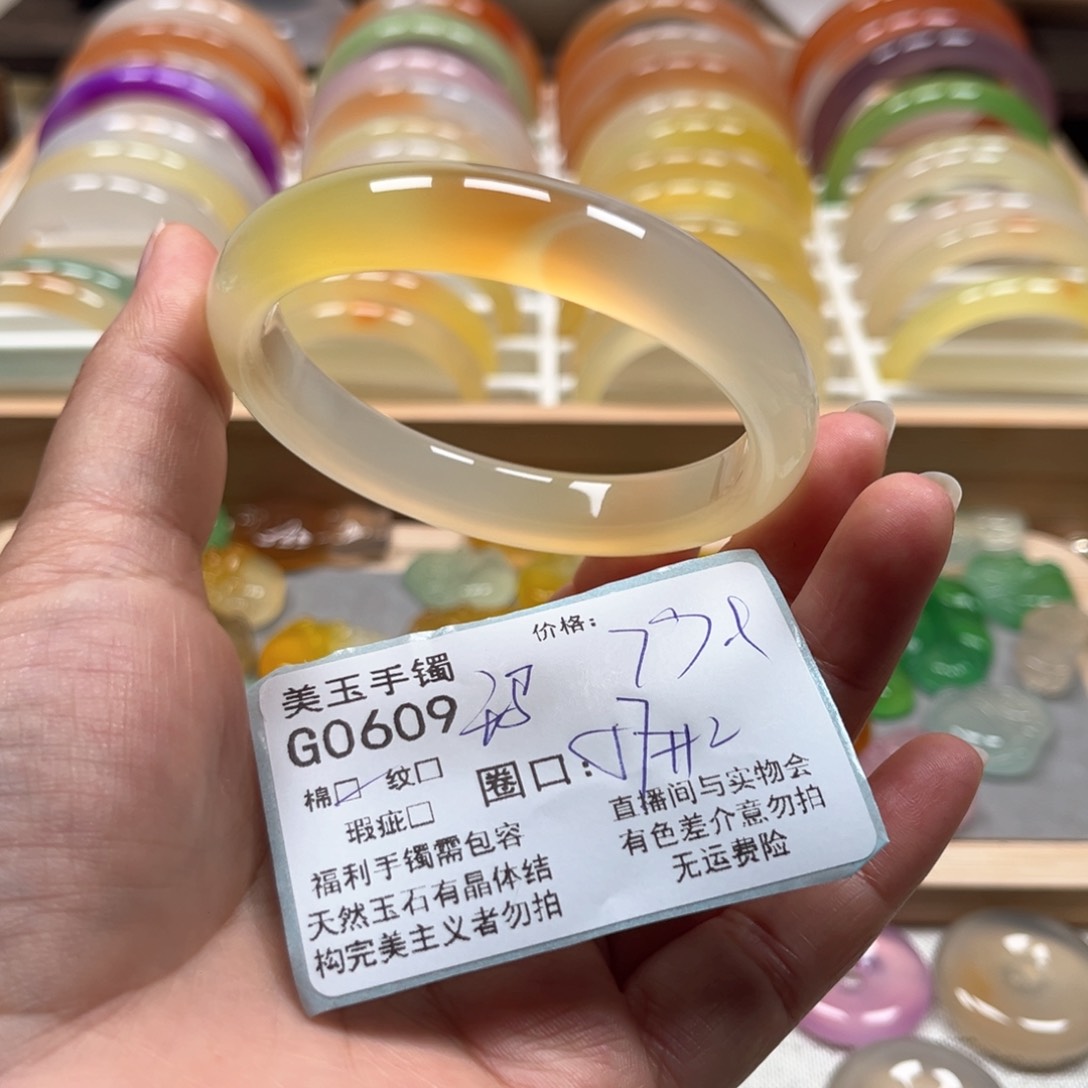 价格:
美玉手镯
G0609
棉□ 纹□
圈口:
瑕疵□
福利手镯需包容
天然玉石有晶体结
构完美主义者勿拍
直播间与实物会
有色差介意勿拍
无运费险